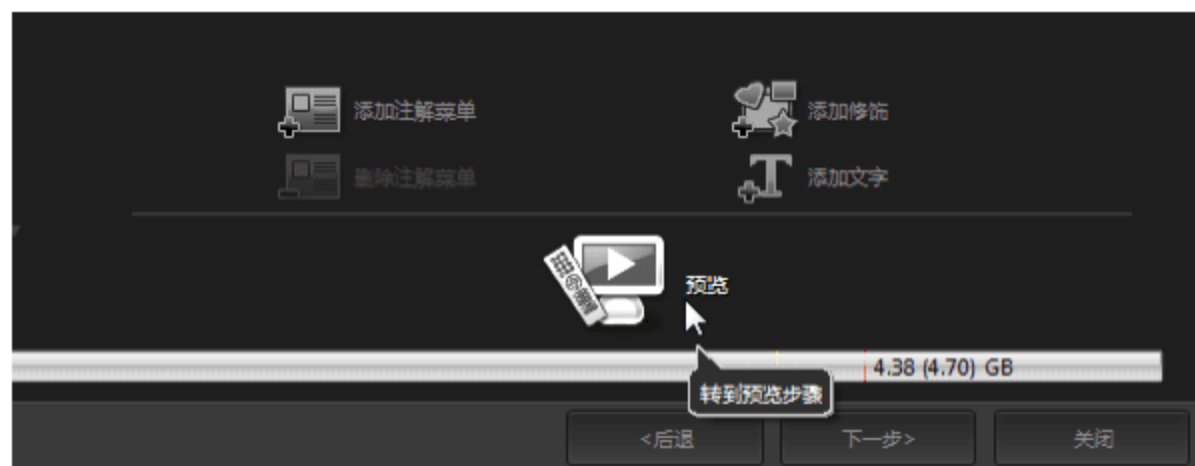 添加注解菜单
添加修饰
删除注解菜单
添加文字
预览
4.38 (4.70) GB
转到预览步骤
<后退
下一步>
关闭